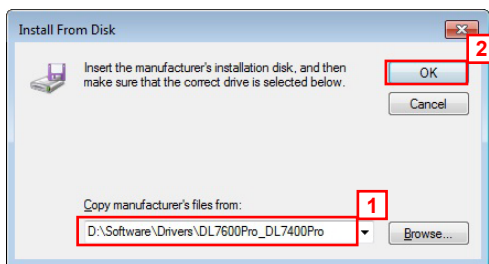 Install From Disk
2
Insert the manufacturer's installation disk, and then
make sure that the correct drive is selected below.
OK
Cancel
Copy manufacturer's files from:
1
D:\Software\Drivers\DL7600Pro_DL7400Pro
Browse...